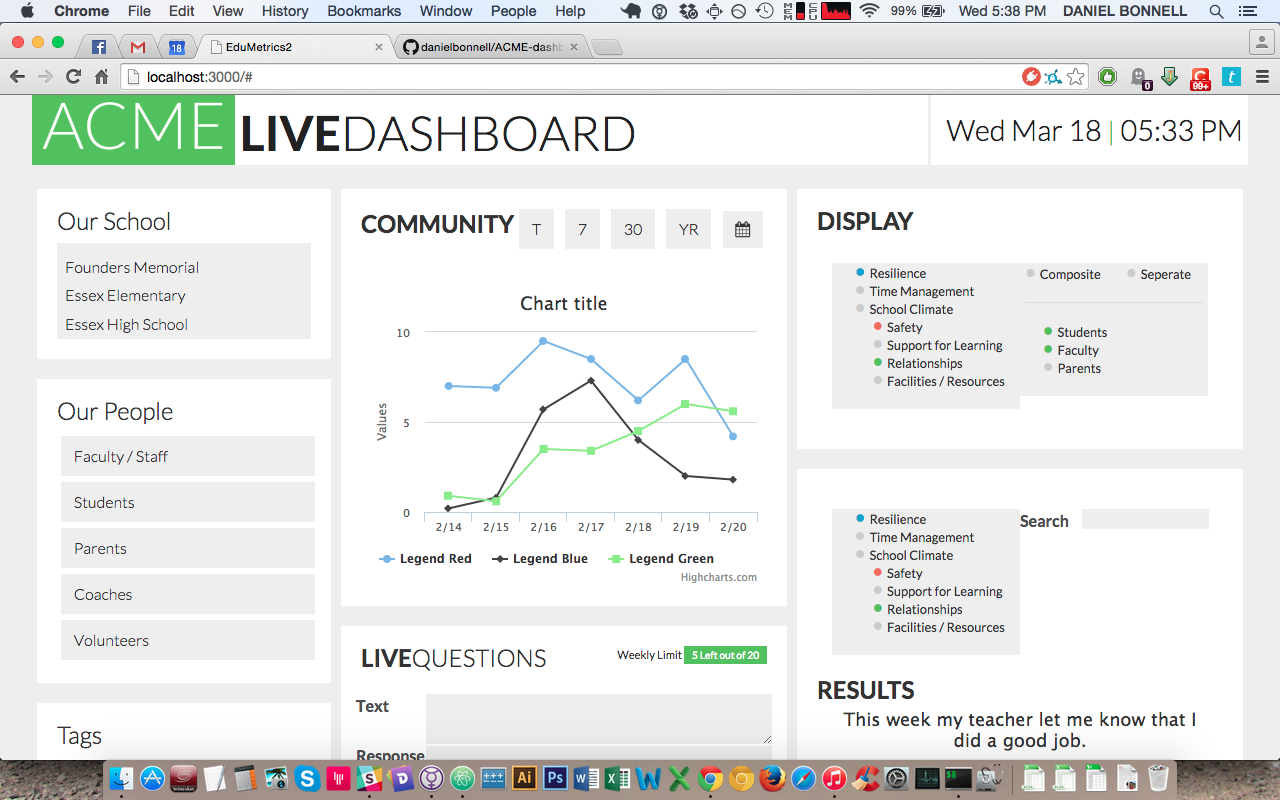 Chrome File Edit View History Bookmarks Window People Help 99% Wed 5:38 PM DANIEL BONNELL
EduMetrics2
danielbonnell/ACME-dashb
18
localhost:3000/#
0
99+
ACME LIVEDASHBOARD
Wed Mar 18 | 05:33 PM
Our School
Founders Memorial
Essex Elementary
Essex High School
Our People
Faculty / Staff
Students
Parents
Coaches
Volunteers
Tags
COMMUNITY T 7 30 YR
Chart title
Values
10
5
0
2/14 2/15 2/16 2/17 2/18 2/19 2/20
Legend Red Legend Blue Legend Green
Highcharts.com
LIVEQUESTIONS
Weekly Limit 5 Left out of 20
Text
Response
DISPLAY
Resilience
Time Management
School Climate
Safety
Support for Learning
Relationships
Facilities / Resources
Composite Seperate
Students
Faculty
Parents
Resilience
Time Management
School Climate
Safety
Support for Learning
Relationships
Facilities / Resources
Search
RESULTS
This week my teacher let me know that I
did a good job.
Ai
Ps